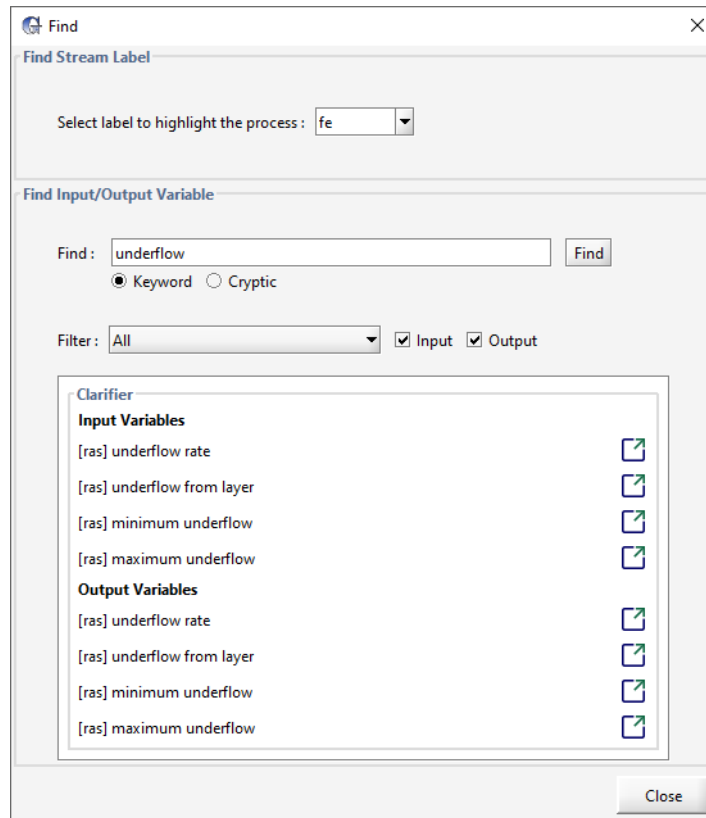 Find
Find Stream Label
Select label to highlight the process : fe
Find Input/Output Variable
Find : underflow Find
Keyword Cryptic
Filter : All Input Output
Clarifier
Input Variables
[ras] underflow rate
[ras] underflow from layer
[ras] minimum underflow
[ras] maximum underflow
Output Variables
[ras] underflow rate
[ras] underflow from layer
[ras] minimum underflow
[ras] maximum underflow
Close